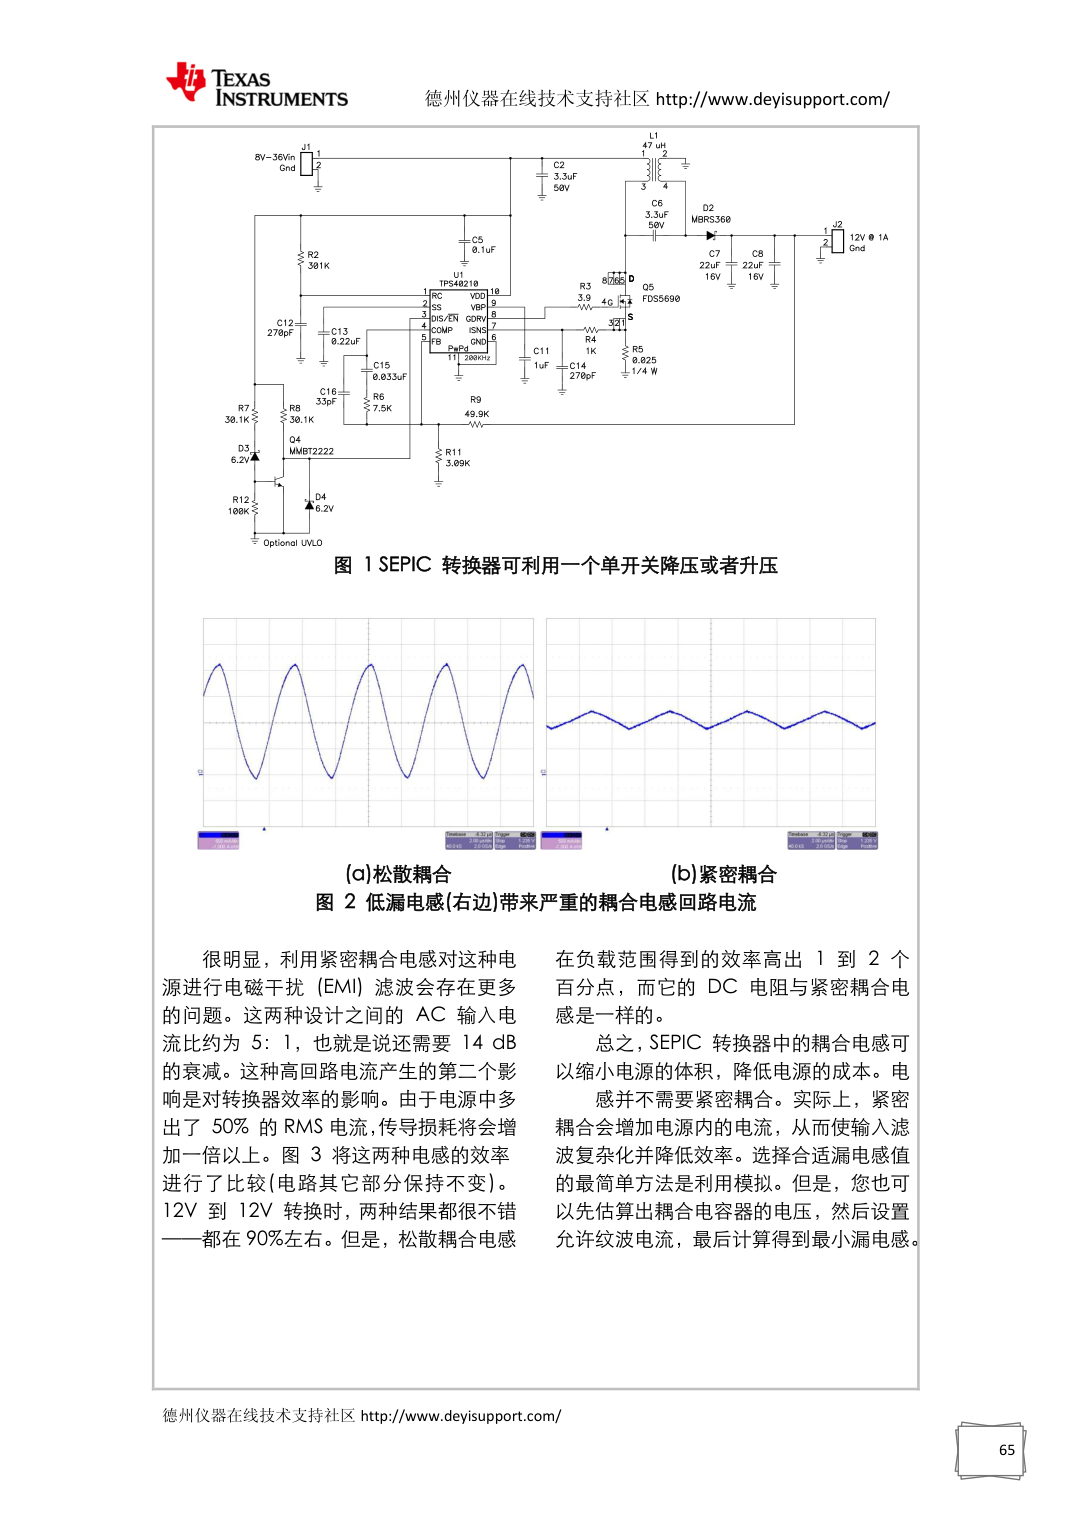 TEXAS
INSTRUMENTS
德州仪器在线技术支持社区 http://www.deyisupport.com/
L1
47 uH
1 2
3 4
J1
8V-36Vin
Gnd
1
2
C2
3.3uF
50V
C6
3.3uF
50V
D2
MBRS360
J2
1
2
12V @ 1A
Gnd
C5
0.1uF
R2
301K
C7
22uF
16V
C8
22uF
16V
U1
TPS40210
1 RC VDD 10
2 SS VBP 9
3 DIS/EN GDRV 8
4 COMP ISNS 7
5 FB GND 6
PwPd
11 200KHz
R3
3.9
8765 D
4G
Q5
FDS5690
S
321
C12
270pF
C13
0.22uF
R4
1K
R5
0.025
1/4 W
C11
1uF
C14
270pF
C15
0.033uF
C16
33pF
R6
7.5K
R9
49.9K
R7
30.1K
R8
30.1K
Q4
MMBT2222
D3
6.2V
R11
3.09K
R12
100K
D4
6.2V
Optional UVLO
图 1 SEPIC 转换器可利用一个单开关降压或者升压
(a)松散耦合
(b)紧密耦合
图 2 低漏电感(右边)带来严重的耦合电感回路电流
很明显，利用紧密耦合电感对这种电
源进行电磁干扰 (EMI) 滤波会存在更多
的问题。这两种设计之间的 AC 输入电
流比约为 5：1，也就是说还需要 14 dB
的衰减。这种高回路电流产生的第二个影
响是对转换器效率的影响。由于电源中多
出了 50% 的 RMS 电流，传导损耗将会增
加一倍以上。图 3 将这两种电感的效率
进行了比较(电路其它部分保持不变)。
12V 到 12V 转换时，两种结果都很不错
——都在 90%左右。但是，松散耦合电感
在负载范围得到的效率高出 1 到 2 个
百分点，而它的 DC 电阻与紧密耦合电
感是一样的。
总之，SEPIC 转换器中的耦合电感可
以缩小电源的体积，降低电源的成本。电
感并不需要紧密耦合。实际上，紧密
耦合会增加电源内的电流，从而使输入滤
波复杂化并降低效率。选择合适漏电感值
的最简单方法是利用模拟。但是，您也可
以先估算出耦合电容器的电压，然后设置
允许纹波电流，最后计算得到最小漏电感。
德州仪器在线技术支持社区 http://www.deyisupport.com/
65